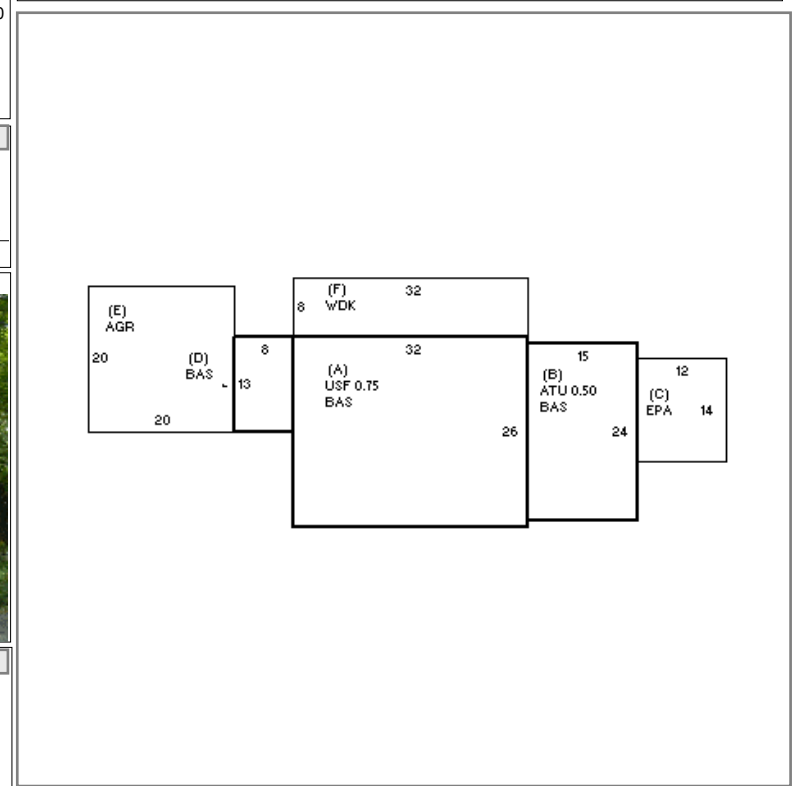 (F) 32
8 WDK
(E)
AGR
20
(D)
BAS
20
8
13
32
(A)
USF 0.75
BAS
26
15
(B)
ATU 0.50
BAS
24
12
(C)
EPA 14